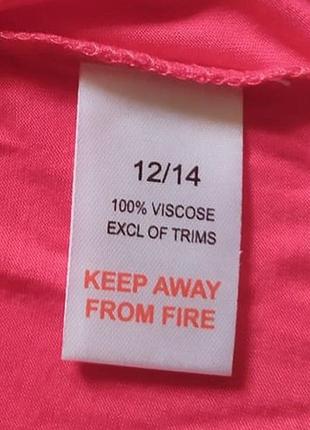 12/14
100% VISCOSE
EXCL OF TRIMS
KEEP AWAY
FROM FIRE